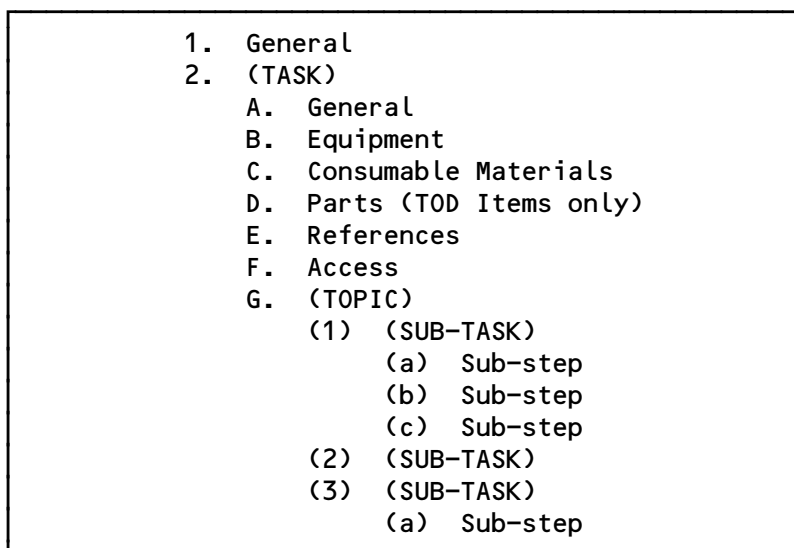 1. General
2. (TASK)
A. General
B. Equipment
C. Consumable Materials
D. Parts (TOD Items only)
E. References
F. Access
G. (TOPIC)
(1) (SUB-TASK)
(a) Sub-step
(b) Sub-step
(c) Sub-step
(2) (SUB-TASK)
(3) (SUB-TASK)
(a) Sub-step